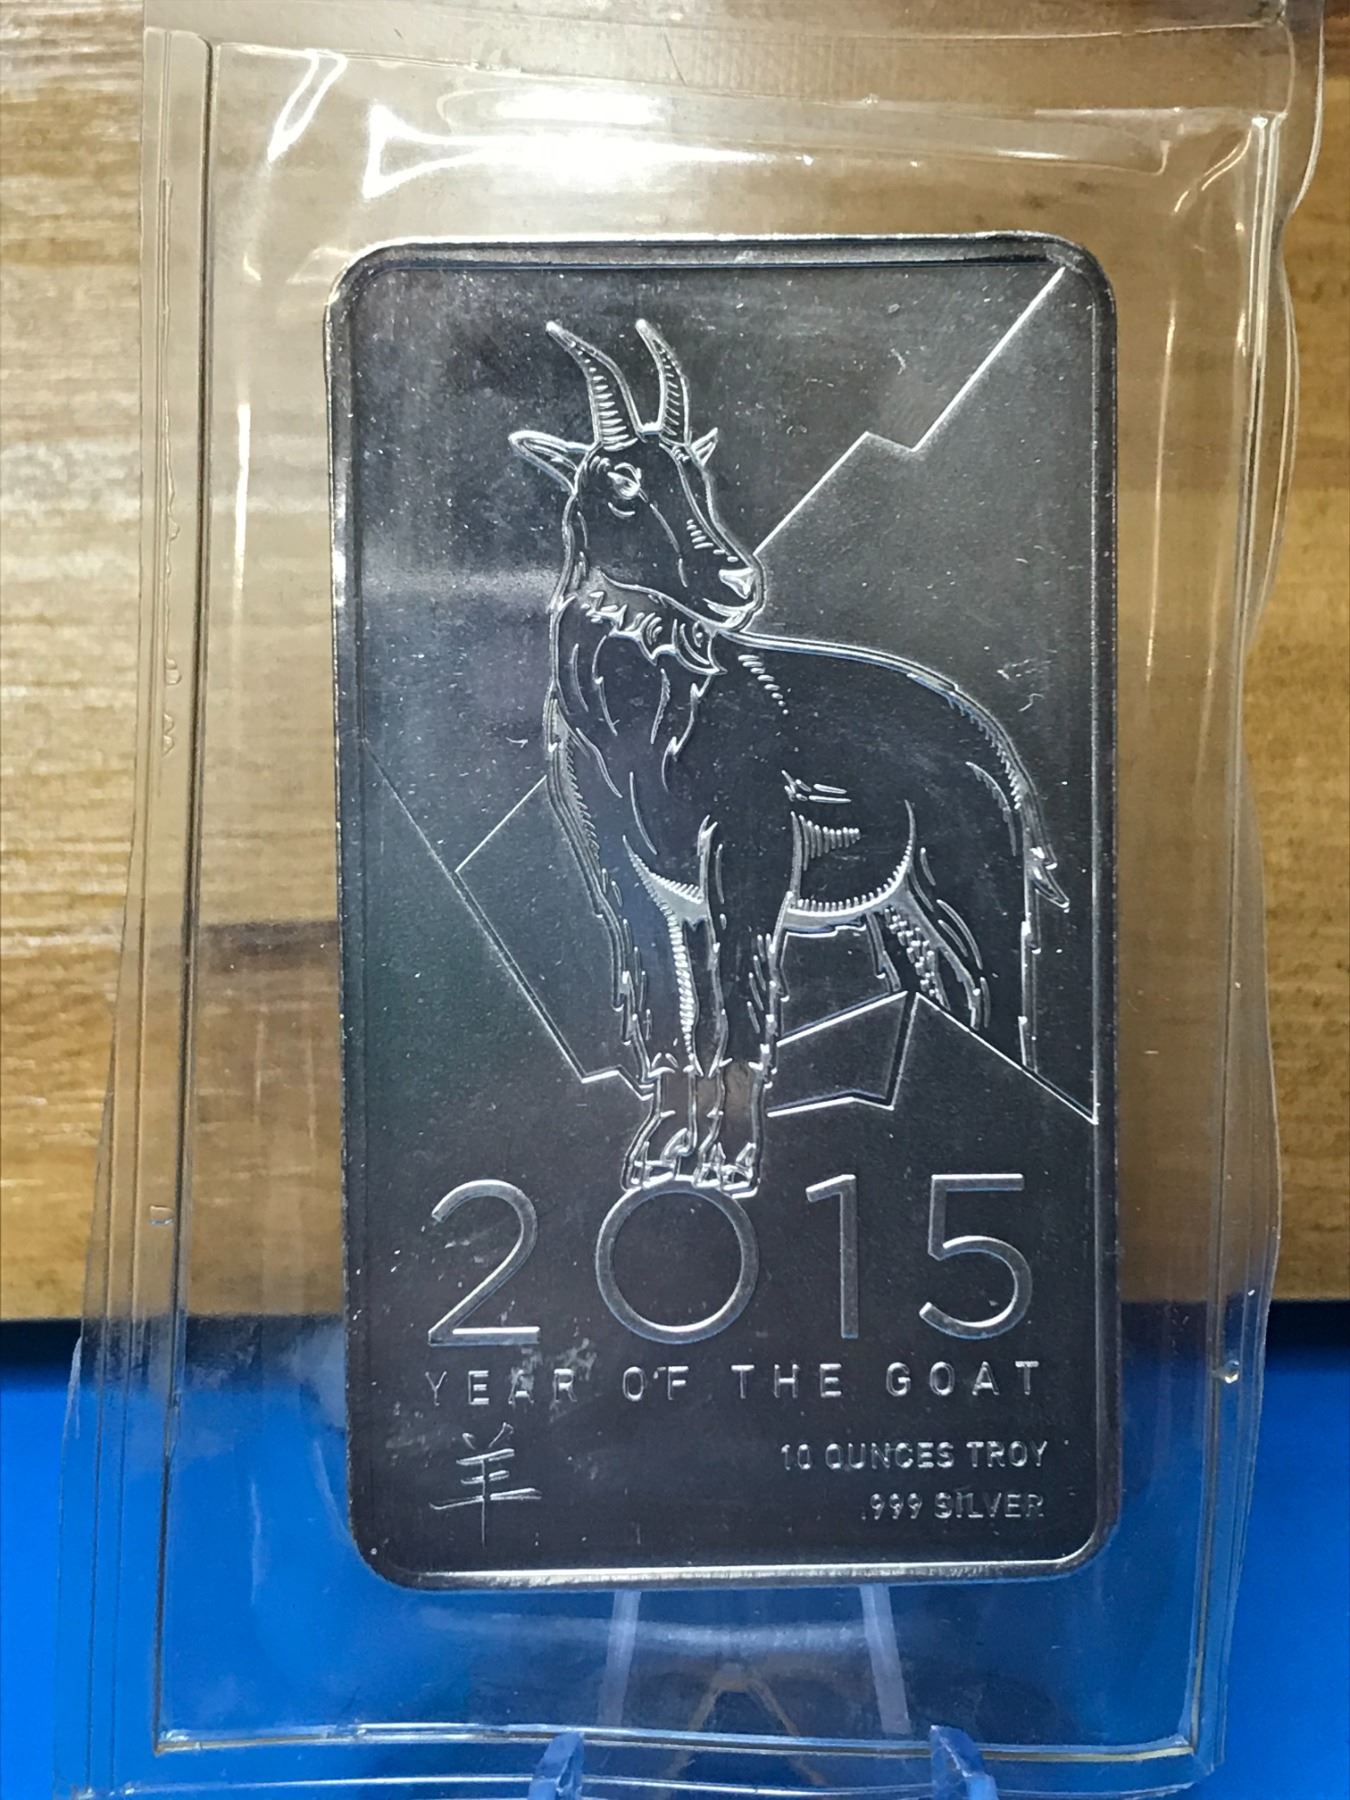 2015
YEAR OF THE GOAT
羊
10 OUNCES TROY
.999 SILVER